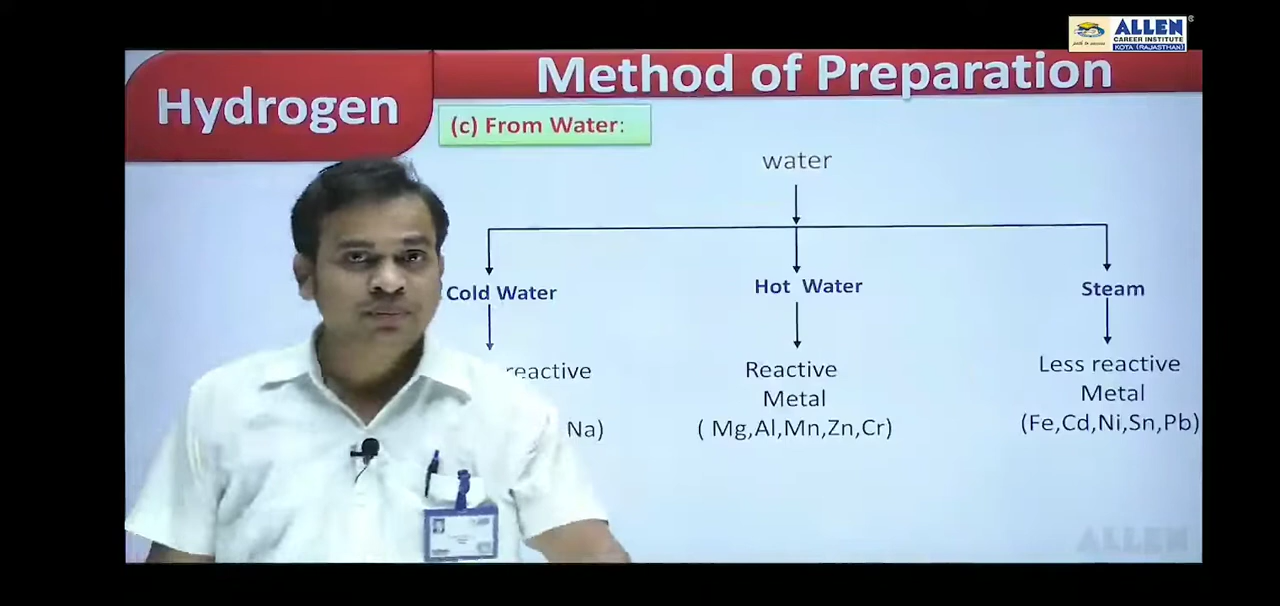 ALLEN
CAREER INSTITUTE
KOTA (RAJASTHAN)
Hydrogen
Method of Preparation
(c) From Water:
water
Cold Water
Hot Water
Steam
reactive
Na)
Reactive
Metal
( Mg,Al,Mn,Zn,Cr)
Less reactive
Metal
(Fe,Cd,Ni,Sn,Pb)
ALLEN